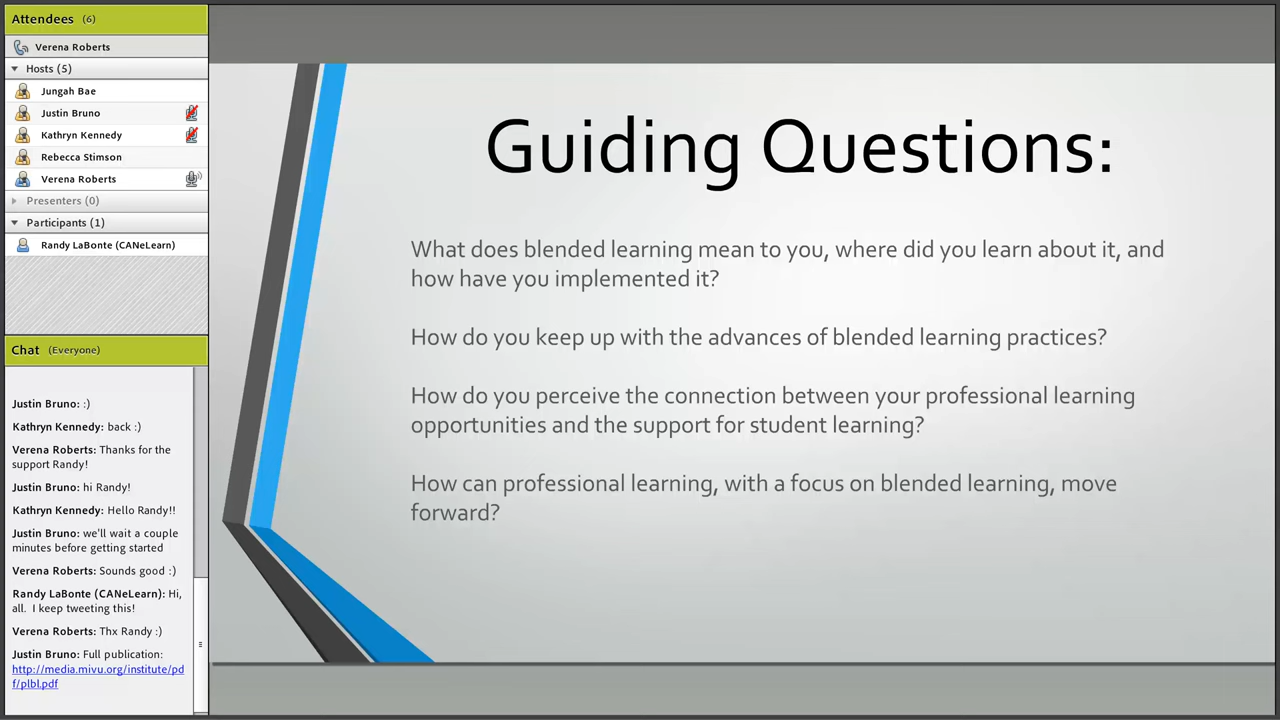 Attendees (6)
Verena Roberts
Hosts (5)
Jungah Bae
Justin Bruno
Kathryn Kennedy
Rebecca Stimson
Verena Roberts
Presenters (0)
Participants (1)
Randy LaBonte (CANeLearn)
Chat (Everyone)
Justin Bruno: :)
Kathryn Kennedy: back :)
Verena Roberts: Thanks for the
support Randy!
Justin Bruno: hi Randy!
Kathryn Kennedy: Hello Randy!!
Justin Bruno: we'll wait a couple
minutes before getting started
Verena Roberts: Sounds good :)
Randy LaBonte (CANeLearn): Hi,
all. I keep tweeting this!
Verena Roberts: Thx Randy :)
Justin Bruno: Full publication:
http://media.mivu.org/institute/pd
f/plbl.pdf
Guiding Questions:
What does blended learning mean to you, where did you learn about it, and
how have you implemented it?
How do you keep up with the advances of blended learning practices?
How do you perceive the connection between your professional learning
opportunities and the support for student learning?
How can professional learning, with a focus on blended learning, move
forward?